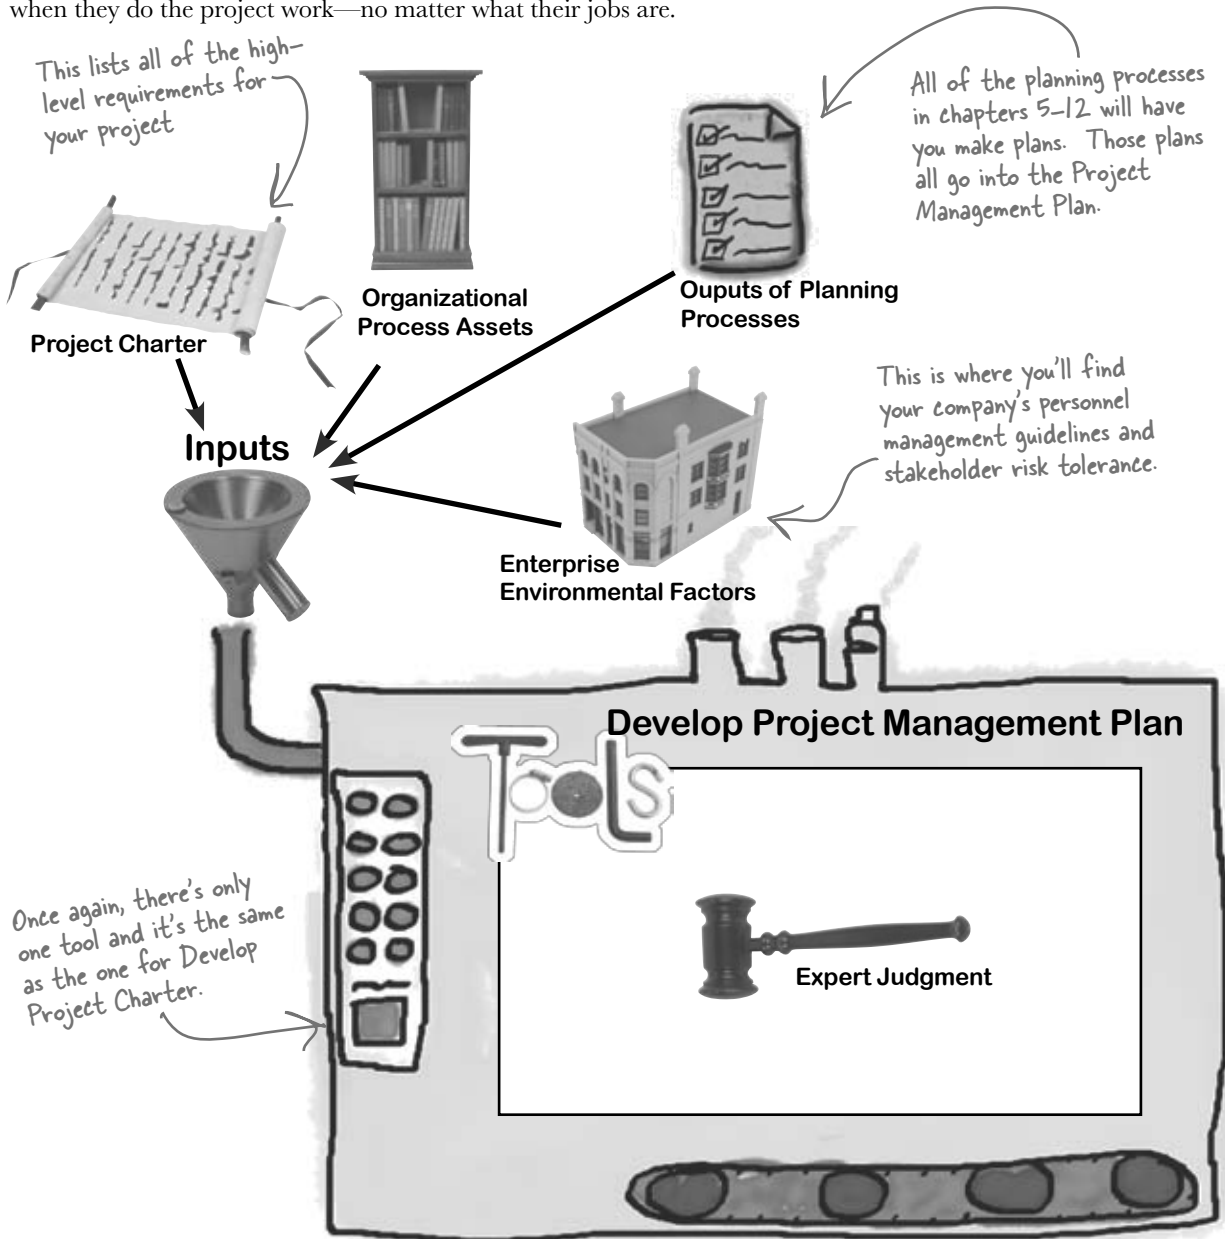 when they do the project work—no matter what their jobs are.
This lists all of the high–
level requirements for
your project
All of the planning processes
in chapters 5–12 will have
you make plans. Those plans
all go into the Project
Management Plan.
Project Charter
Organizational
Process Assets
Ouputs of Planning
Processes
This is where you'll find
your company's personnel
management guidelines and
stakeholder risk tolerance.
Inputs
Enterprise
Environmental Factors
Develop Project Management Plan
Tools
Once again, there's only
one tool and it's the same
as the one for Develop
Project Charter.
Expert Judgment